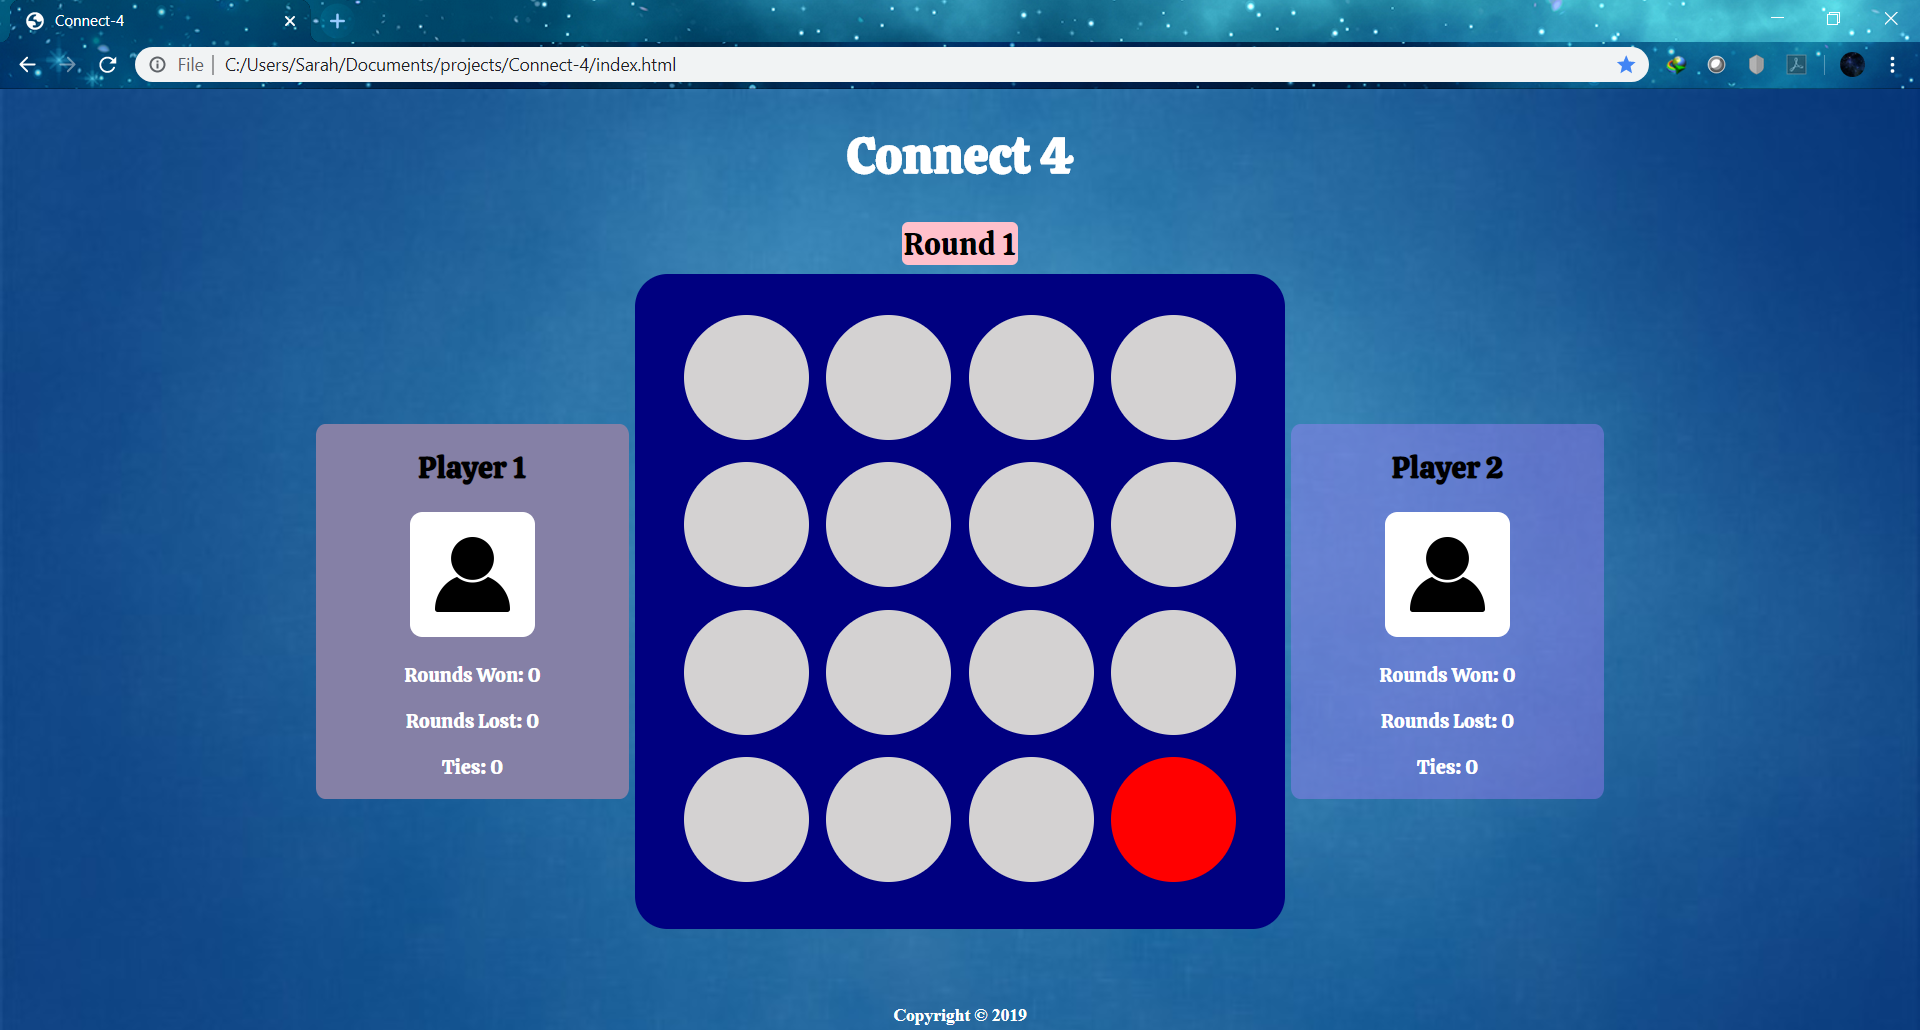 Connect-4
File C:/Users/Sarah/Documents/projects/Connect-4/index.html
Connect 4
Round 1
Player 1
Rounds Won: 0
Rounds Lost: 0
Ties: 0
Player 2
Rounds Won: 0
Rounds Lost: 0
Ties: 0
Copyright © 2019